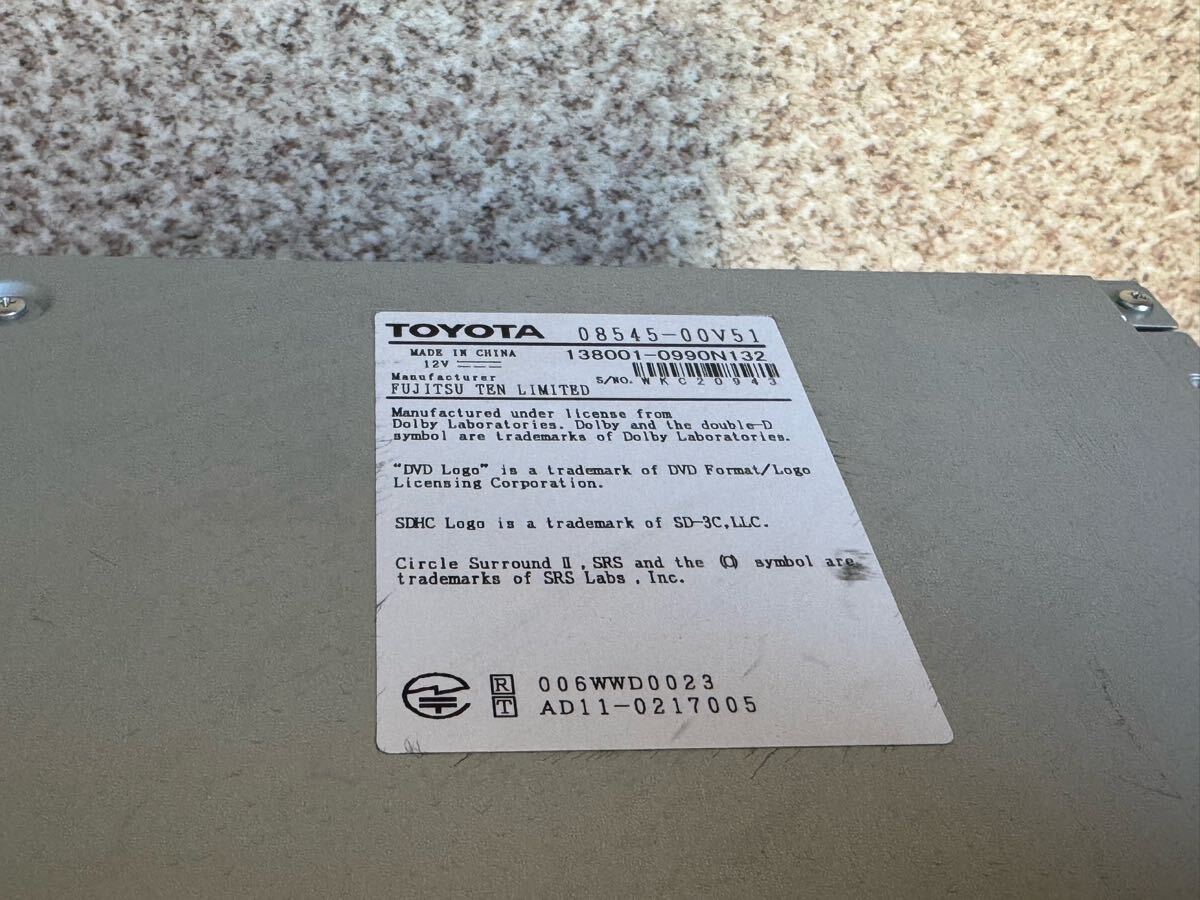 TOYOTA 08545-00V51
MADE IN CHINA 138001-0990N132
12V
Manufacturer S/NO. WKC20943
FUJITSU TEN LIMITED
Manufactured under license from
Dolby Laboratories. Dolby and the double-D
symbol are trademarks of Dolby Laboratories.
"DVD Logo" is a trademark of DVD Format/Logo
Licensing Corporation.
SDHC Logo is a trademark of SD-3C,LLC.
Circle Surround Ⅱ, SRS and the symbol are
trademarks of SRS Labs, Inc.
R 006WWD0023
T AD11-0217005